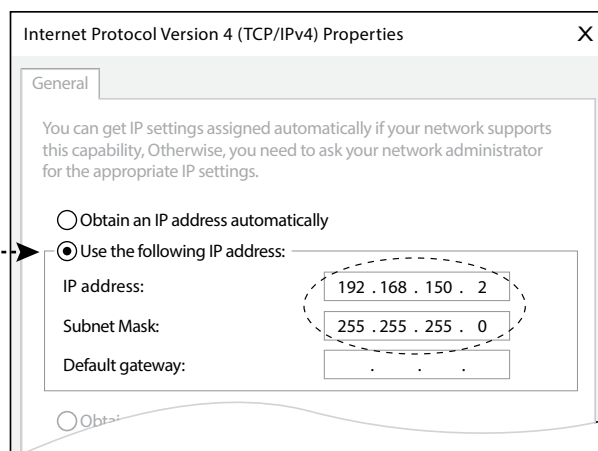 Internet Protocol Version 4 (TCP/IPv4) Properties X
General
You can get IP settings assigned automatically if your network supports
this capability, Otherwise, you need to ask your network administrator
for the appropriate IP settings.
Obtain an IP address automatically
Use the following IP address:
IP address: 192 . 168 . 150 . 2
Subnet Mask: 255 . 255 . 255 . 0
Default gateway: . . .